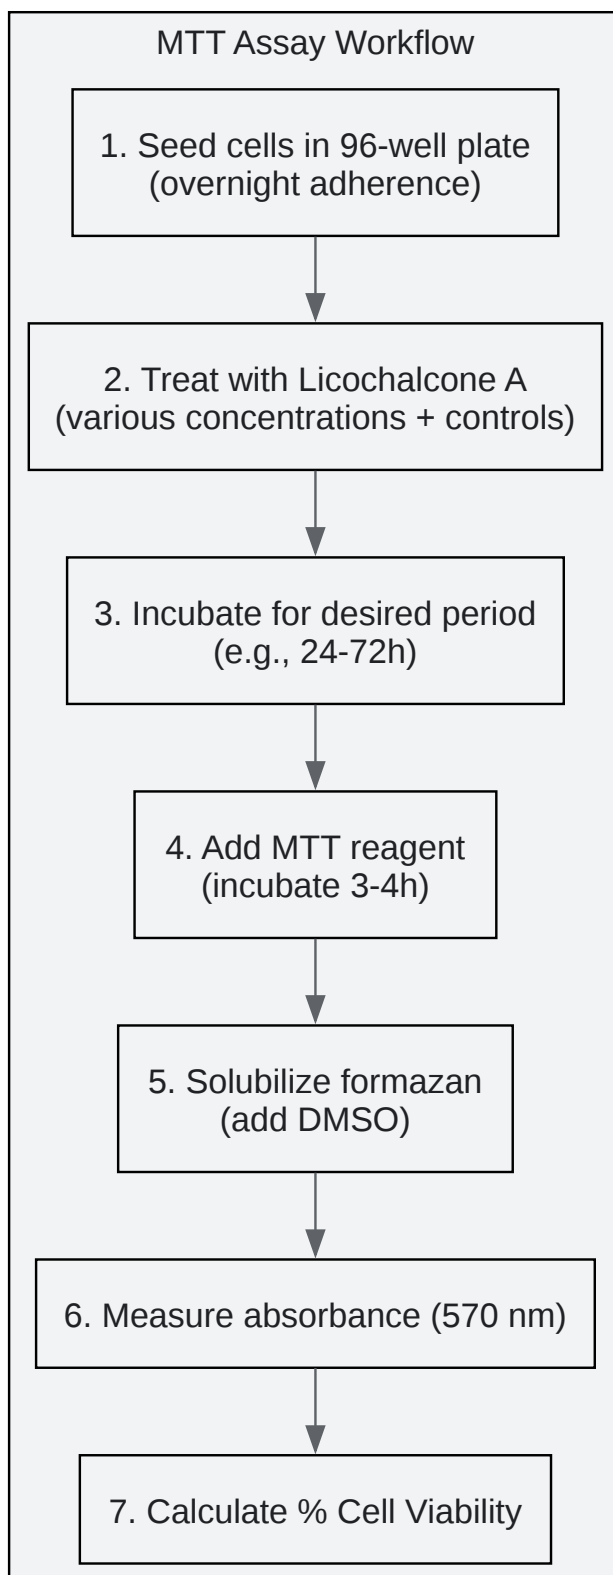 MTT Assay Workflow
1. Seed cells in 96-well plate
(overnight adherence)
2. Treat with Licochalcone A
(various concentrations + controls)
3. Incubate for desired period
(e.g., 24-72h)
4. Add MTT reagent
(incubate 3-4h)
5. Solubilize formazan
(add DMSO)
6. Measure absorbance (570 nm)
7. Calculate % Cell Viability